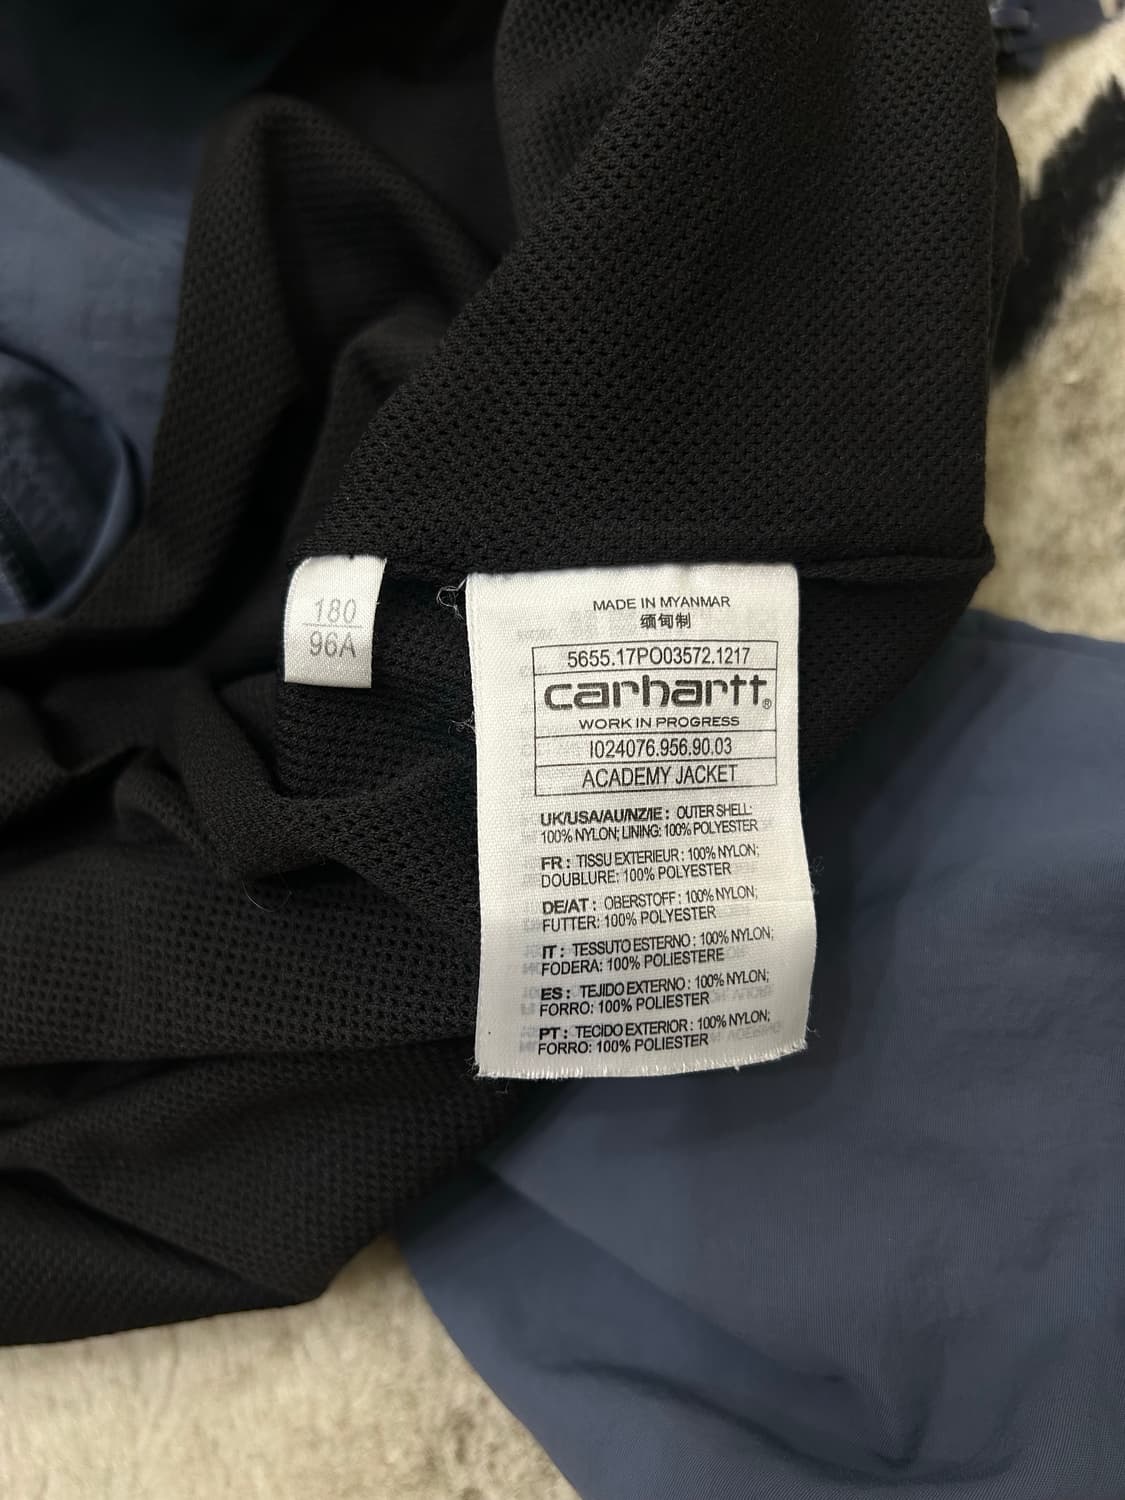 180
96A
MADE IN MYANMAR
缅甸制
5655.17PO03572.1217
carhartt®
WORK IN PROGRESS
I024076.956.90.03
ACADEMY JACKET
UK/USA/AU/NZ/IE : OUTER SHELL:
100% NYLON; LINING: 100% POLYESTER
FR : TISSU EXTERIEUR : 100% NYLON;
DOUBLURE: 100% POLYESTER
DE/AT : OBERSTOFF : 100% NYLON;
FUTTER: 100% POLYESTER
IT : TESSUTO ESTERNO : 100% NYLON;
FODERA: 100% POLIESTERE
ES : TEJIDO EXTERNO : 100% NYLON;
FORRO: 100% POLIESTER
PT : TECIDO EXTERIOR : 100% NYLON;
FORRO: 100% POLIESTER